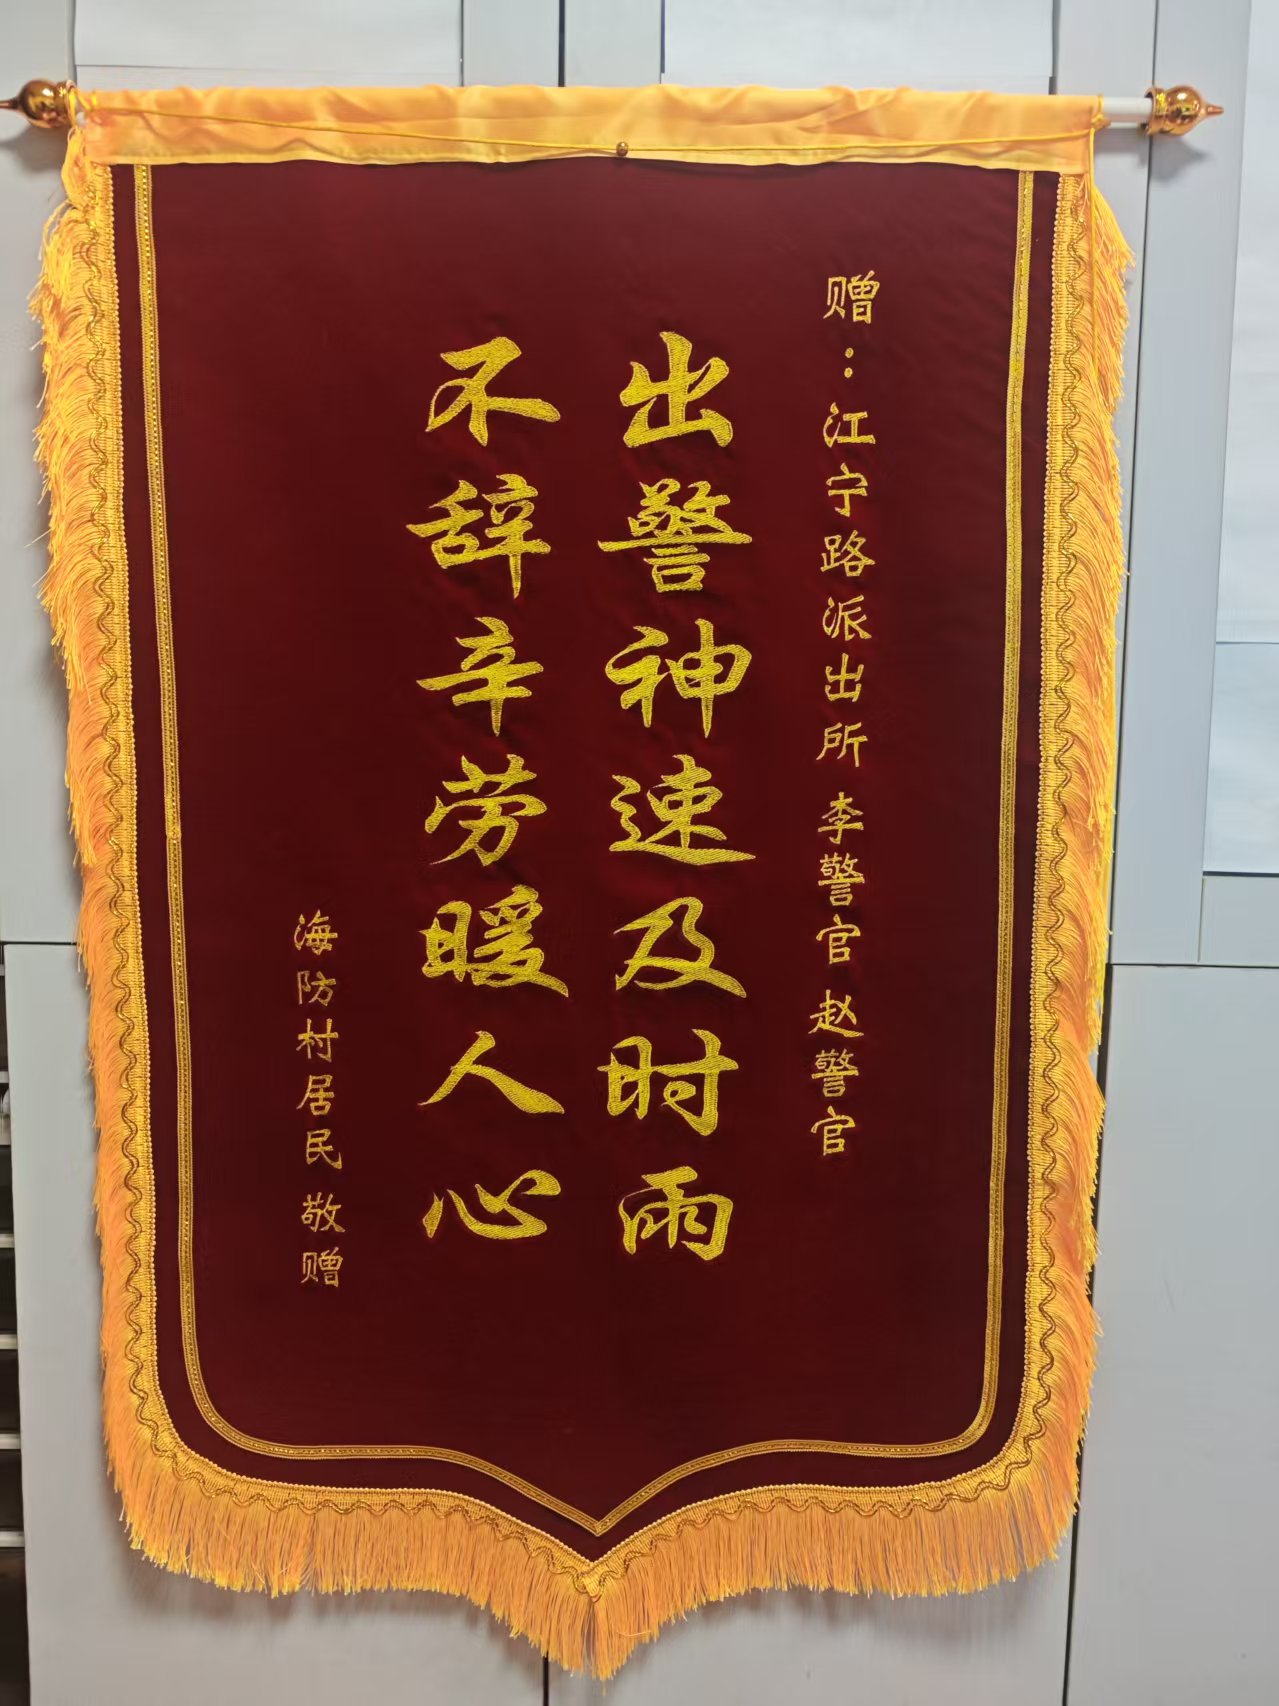 赠：江宁路派出所 李警官 赵警官
出警神速及时雨
不辞辛劳暖人心
海防村居民 敬赠